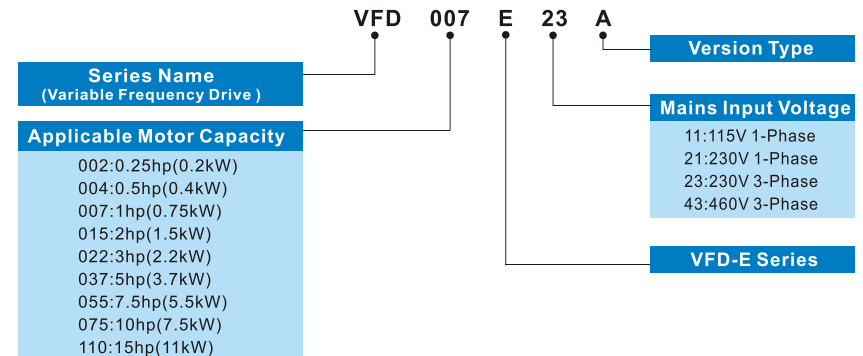 VFD 007 E 23 A
Version Type
Series Name
(Variable Frequency Drive )
Mains Input Voltage
11:115V 1-Phase
21:230V 1-Phase
23:230V 3-Phase
43:460V 3-Phase
Applicable Motor Capacity
002:0.25hp(0.2kW)
004:0.5hp(0.4kW)
007:1hp(0.75kW)
015:2hp(1.5kW)
022:3hp(2.2kW)
037:5hp(3.7kW)
055:7.5hp(5.5kW)
075:10hp(7.5kW)
110:15hp(11kW)
VFD-E Series